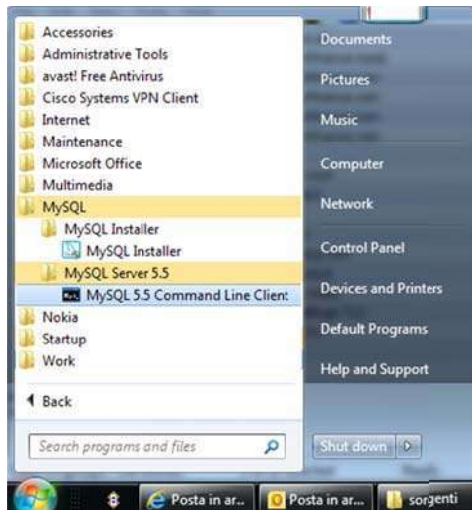 Accessories
Administrative Tools
avast! Free Antivirus
Cisco Systems VPN Client
Internet
Maintenance
Microsoft Office
Multimedia
MySQL
MySQL Installer
MySQL Installer
MySQL Server 5.5
MySQL 5.5 Command Line Client
Nokia
Startup
Work
Back
Search programs and files
Documents
Pictures
Music
Computer
Network
Control Panel
Devices and Printers
Default Programs
Help and Support
Shut down
Posta in ar...
Posta in ar...
sorgenti